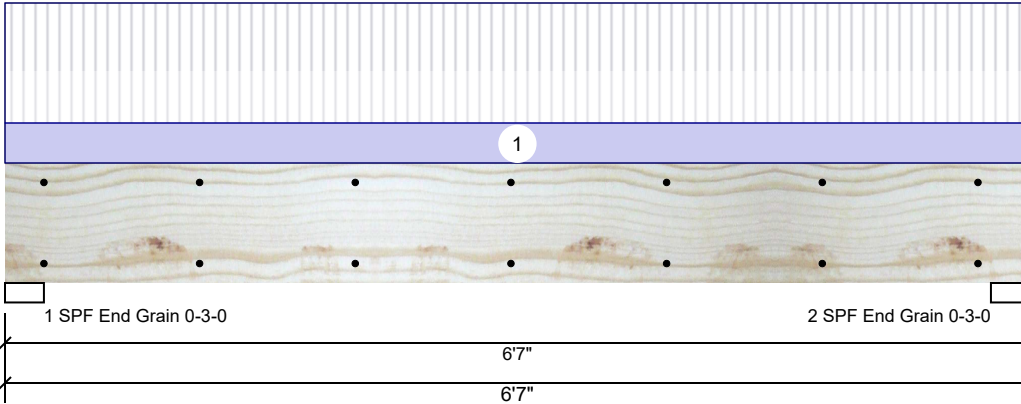 1
1 SPF End Grain 0-3-0
2 SPF End Grain 0-3-0
6'7"
6'7"